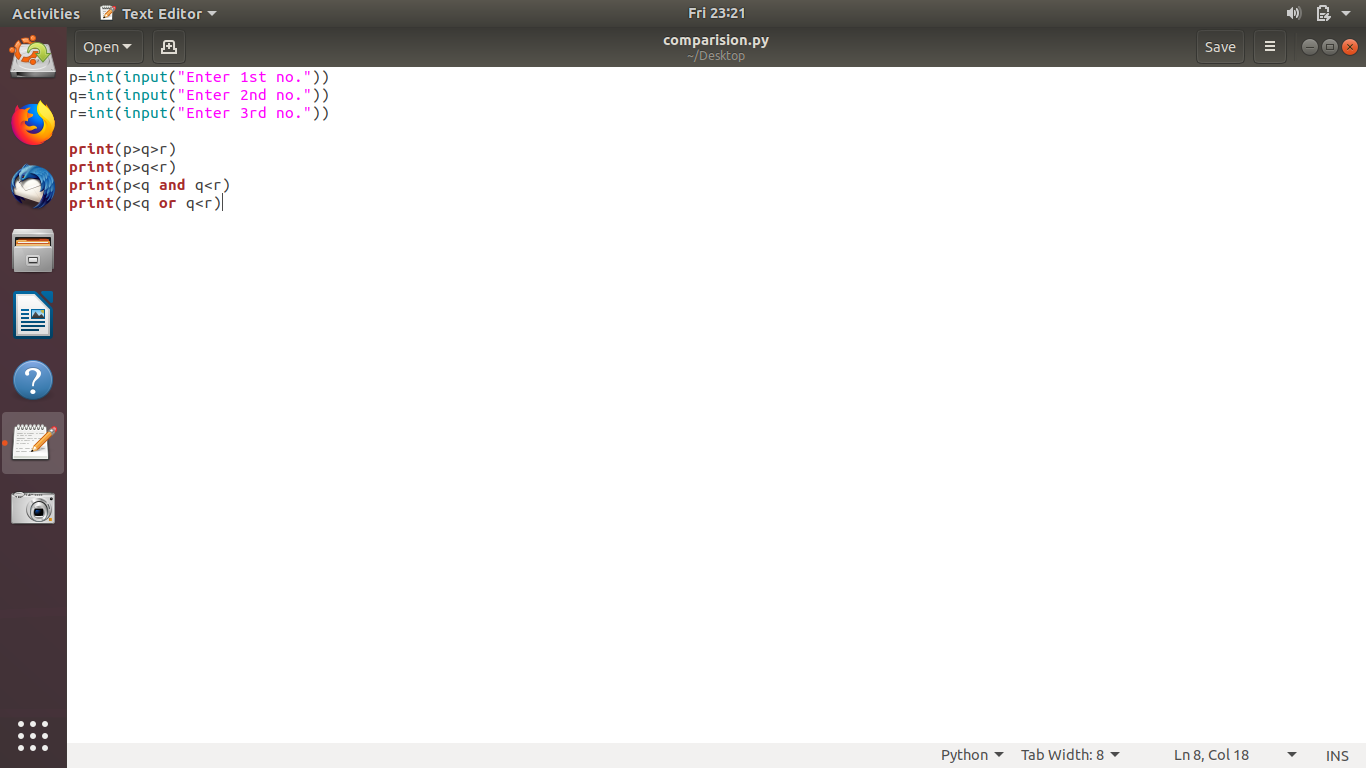 Activities Text Editor Fri 23:21
Open comparision.py Save
~/Desktop
p=int(input("Enter 1st no."))
q=int(input("Enter 2nd no."))
r=int(input("Enter 3rd no."))
print(p>q>r)
print(p>q<r)
print(p<q and q<r)
print(p<q or q<r)
Python Tab Width: 8 Ln 8, Col 18 INS